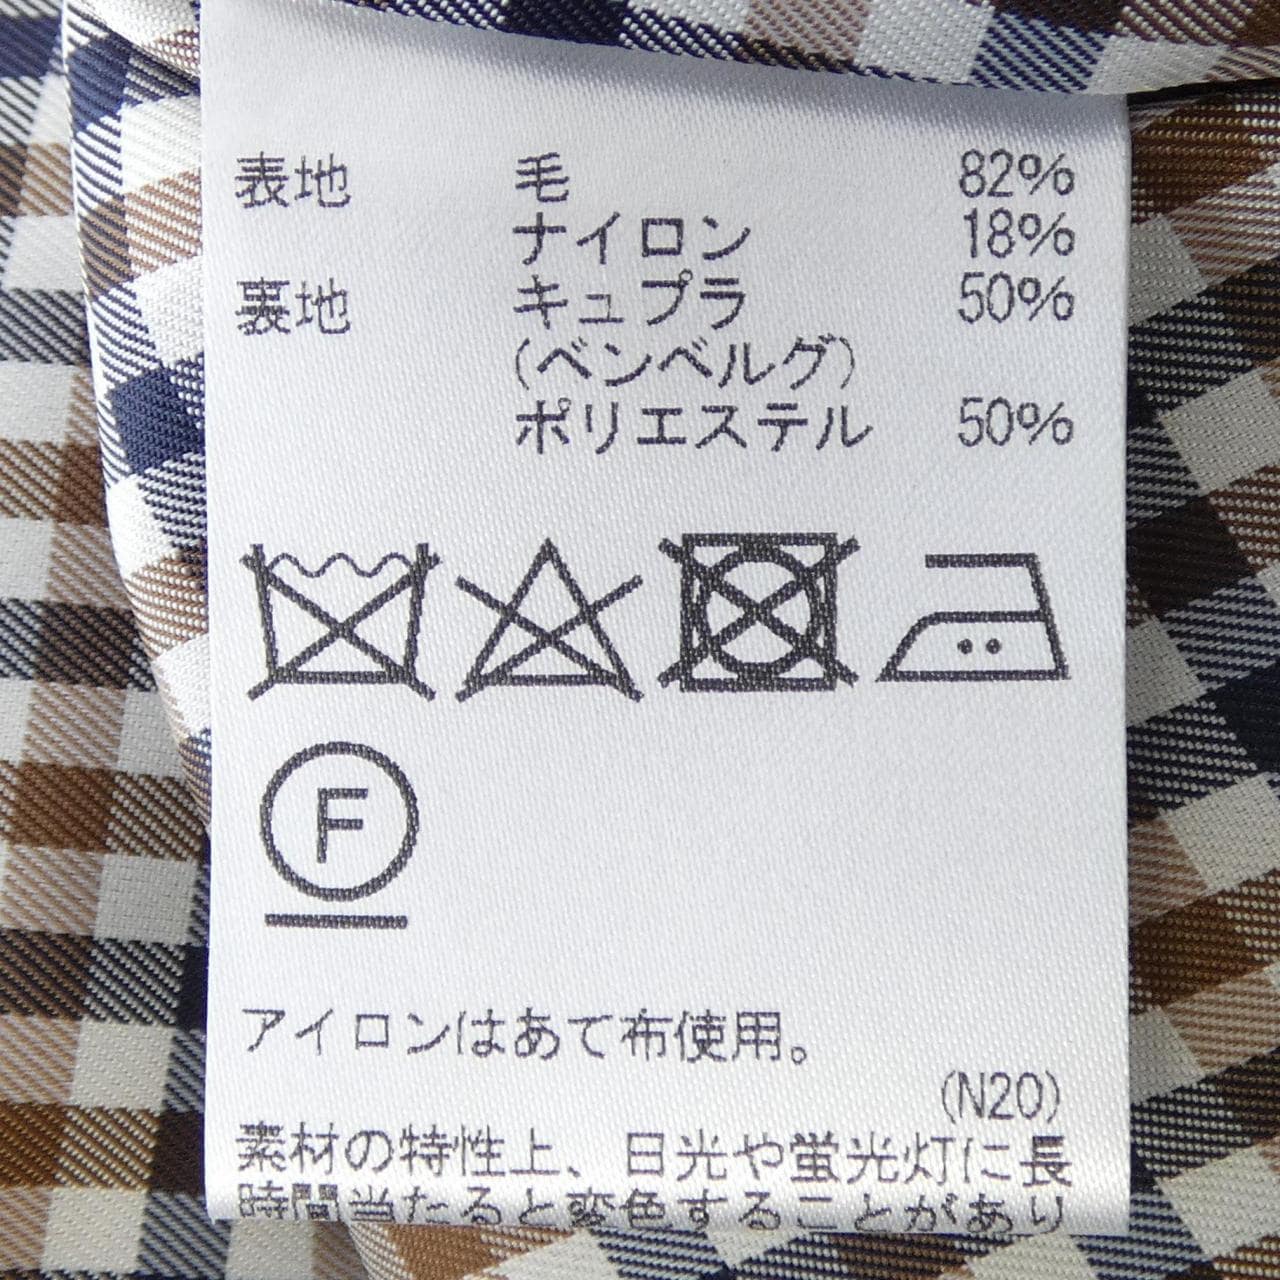 表地 毛 82%
ナイロン 18%
裏地 キュプラ 50%
(ベンベルグ)
ポリエステル 50%
F
アイロンはあて布使用。
(N20)
素材の特性上、日光や蛍光灯に長
時間当たると変色することがあり